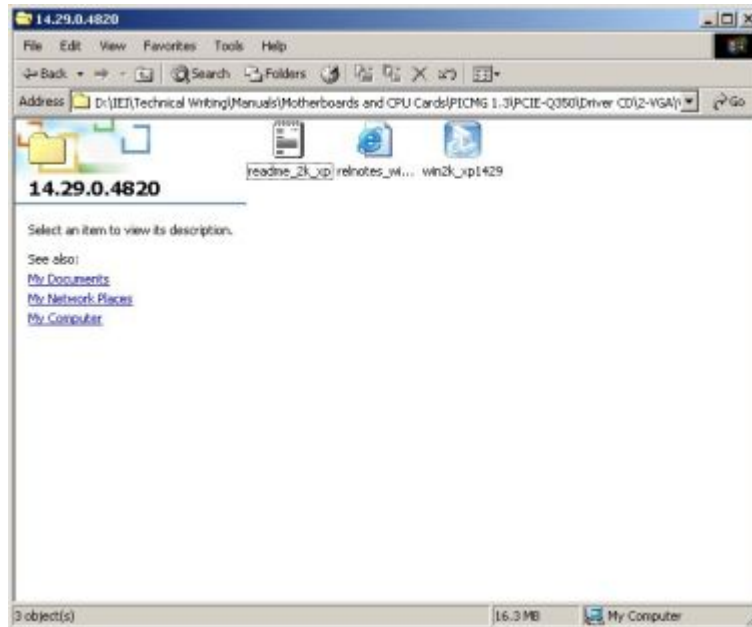 14.29.0.4820
File Edit View Favorites Tools Help
Back Search Folders
Address D:\IEI\Technical Writing\Manuals\Motherboards and CPU Cards\PICMG 1.3\PCIE-Q350\Driver CD\2-VGA\ Go
readme_2k_xp relnotes_wi... win2k_xp1429
14.29.0.4820
Select an item to view its description.
See also:
My Documents
My Network Places
My Computer
3 object(s) 16.3 MB My Computer